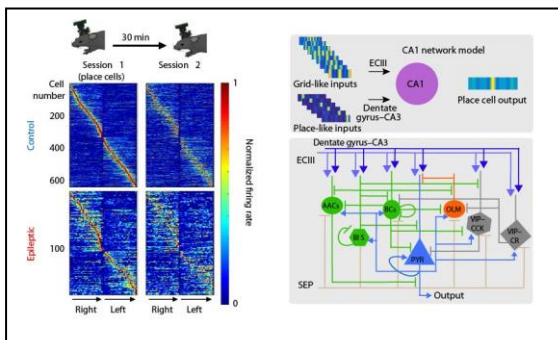 30 min
Session 1
(place cells)
Session 2
Cell
number
200
400
600
Control
100
Epileptic
Right Left Right Left
1
0
Normalized firing rate
CA1 network model
Grid-like inputs
ECIII
CA1
Dentate
gyrus–CA3
Place-like inputs
Place cell output
Dentate gyrus–CA3
ECIII
AACs
BCs
OLM
BiS
PYR
VIP–
CCK
VIP–
CR
SEP
Output